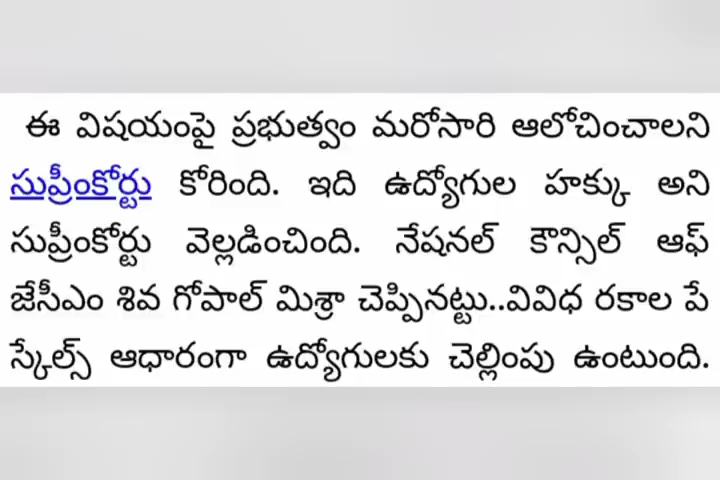 ఈ విషయంపై ప్రభుత్వం మరోసారి ఆలోచించాలని
సుప్రీంకోర్టు కోరింది. ఇది ఉద్యోగుల హక్కు అని
సుప్రీంకోర్టు వెల్లడించింది. నేషనల్ కౌన్సిల్ ఆఫ్
జేసీఎం శివ గోపాల్ మిశ్రా చెప్పినట్టు..వివిధ రకాల పే
స్కేల్స్ ఆధారంగా ఉద్యోగులకు చెల్లింపు ఉంటుంది.